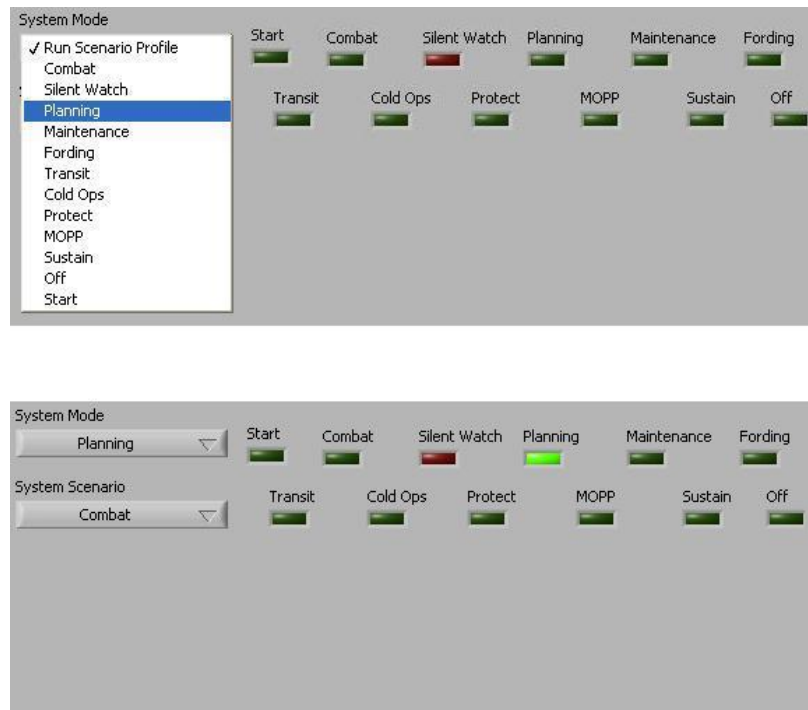 System Mode
✓ Run Scenario Profile
Combat
Silent Watch
Planning
Maintenance
Fording
Transit
Cold Ops
Protect
MOPP
Sustain
Off
Start
Start Combat Silent Watch Planning Maintenance Fording
Transit Cold Ops Protect MOPP Sustain Off
System Mode
Planning
System Scenario
Combat
Start Combat Silent Watch Planning Maintenance Fording
Transit Cold Ops Protect MOPP Sustain Off